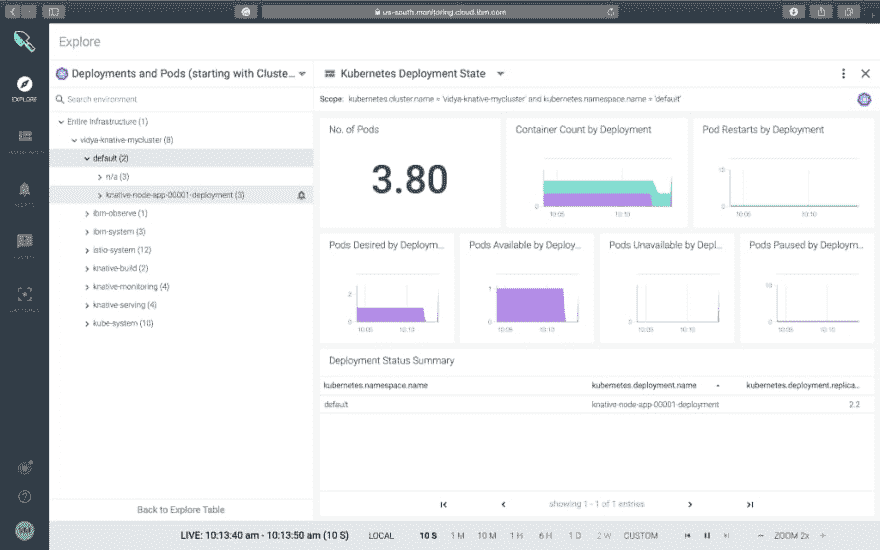 us-south.monitoring.cloud.ibm.com
Explore
Deployments and Pods (starting with Cluste...
Kubernetes Deployment State
EXPLORE
Search environment
Scope: kubernetes.cluster.name = 'vidya-knative-mycluster' and kubernetes.namespace.name = 'default'
Entire Infrastructure (1)
vidya-knative-mycluster (8)
default (2)
n/a (3)
knative-node-app-00001-deployment (3)
ibm-observe (1)
ibm-system (3)
istio-system (12)
knative-build (2)
knative-monitoring (4)
knative-serving (4)
kube-system (10)
Back to Explore Table
No. of Pods
3.80
Container Count by Deployment
5
0
10:05 10:10
Pod Restarts by Deployment
10
0
10:05 10:10
Pods Desired by Deploym...
2
0
10:05 10:10
Pods Available by Deploy...
1
0
10:05 10:10
Pods Unavailable by Depl...
1
0
10:05 10:10
Pods Paused by Deploym...
10
0
10:05 10:10
Deployment Status Summary
kubernetes.namespace.name kubernetes.deployment.name kubernetes.deployment.replica...
default knative-node-app-00001-deployment 2.2
showing 1 - 1 of 1 entries
LIVE: 10:13:40 am - 10:13:50 am (10 S) LOCAL 10 S 1 M 10 M 1 H 6 H 1 D 2 W CUSTOM ZOOM 2x